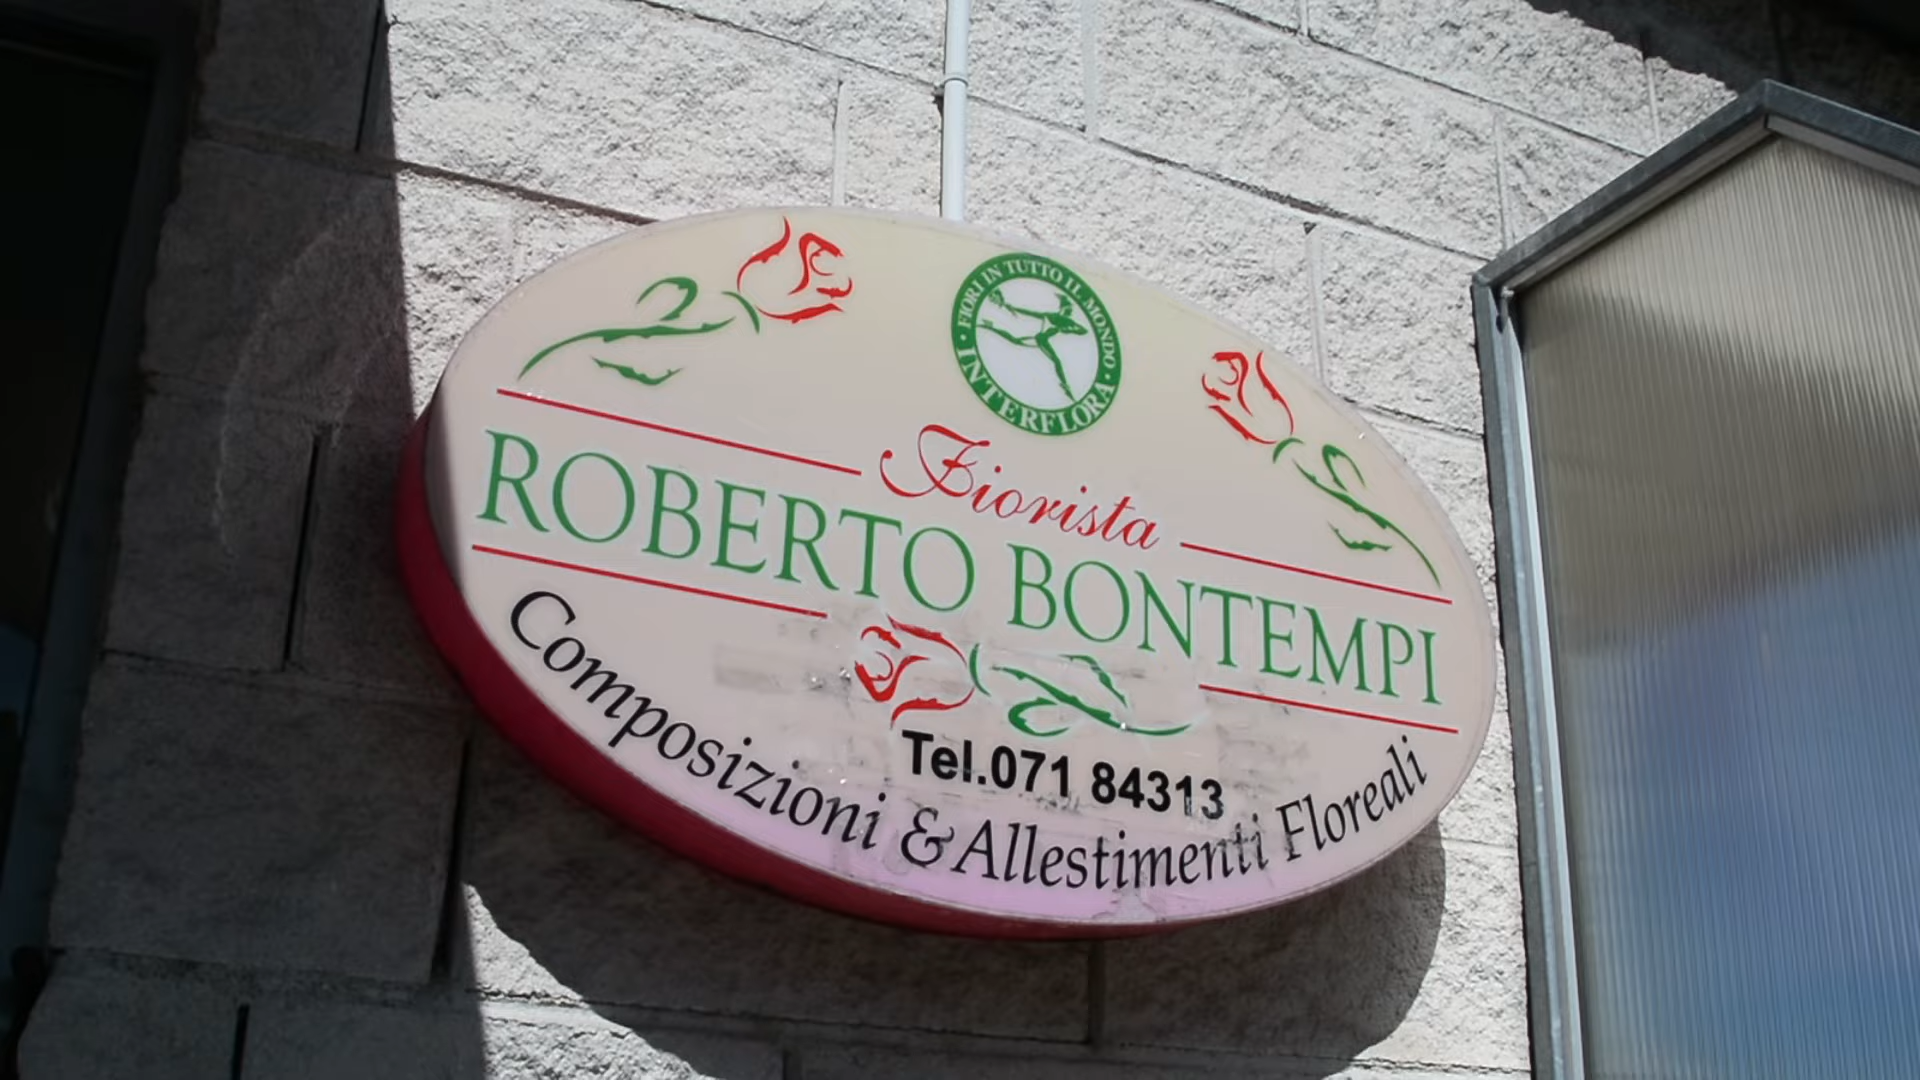 FIORI IN TUTTO IL MONDO
INTERFLORA
Fiorista
ROBERTO BONTEMPI
Tel.071 84313
Composizioni & Allestimenti Floreali